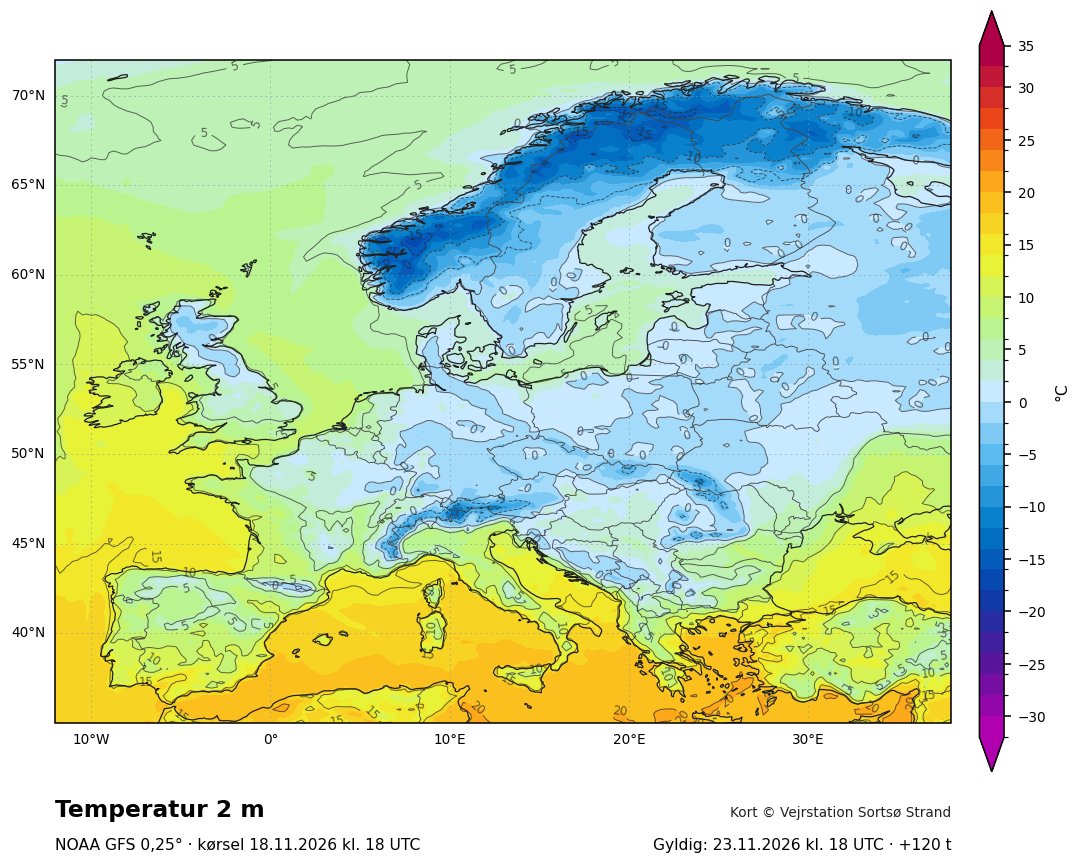 70°N
65°N
60°N
55°N
50°N
45°N
40°N
10°W
0°
10°E
20°E
30°E
35
30
25
20
15
10
5
0
−5
−10
−15
−20
−25
−30
°C
Temperatur 2 m
Kort © Vejrstation Sortsø Strand
NOAA GFS 0,25° · kørsel 18.11.2026 kl. 18 UTC
Gyldig: 23.11.2026 kl. 18 UTC · +120 t